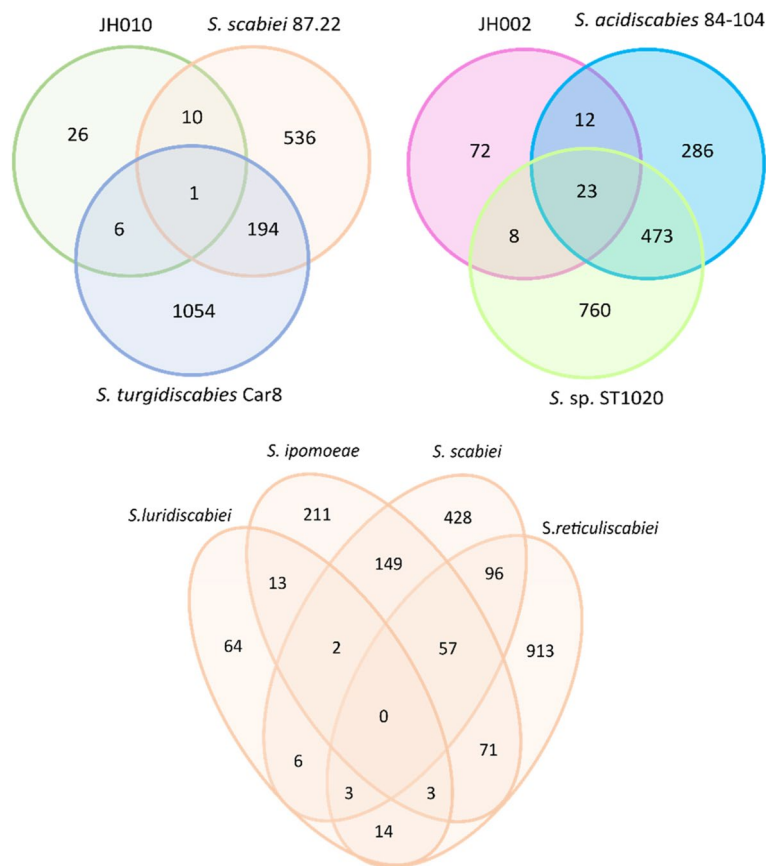 JH010 S. scabiei 87.22
26 10 536
1
6 194
1054
S. turgidiscabies Car8
JH002 S. acidiscabies 84-104
72 12 286
23
8 473
760
S. sp. ST1020
S. ipomoeae S. scabiei
S.luridiscabiei S.reticuliscabiei
211 428
149
13 96
64 2 57 913
0
6 71
3 3
14